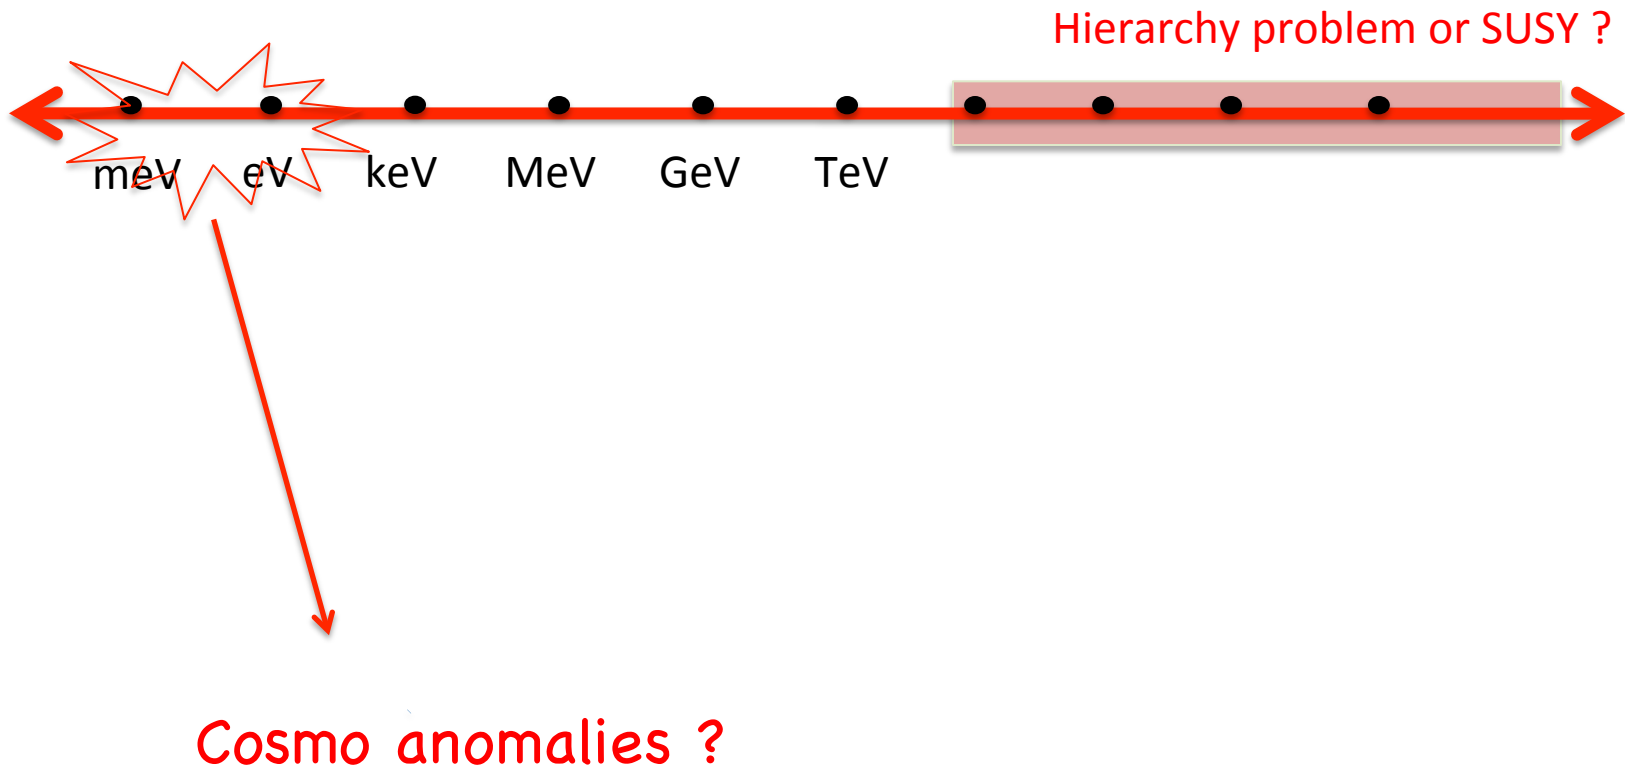 Hierarchy problem or SUSY ?
meV eV keV MeV GeV TeV
Cosmo anomalies ?